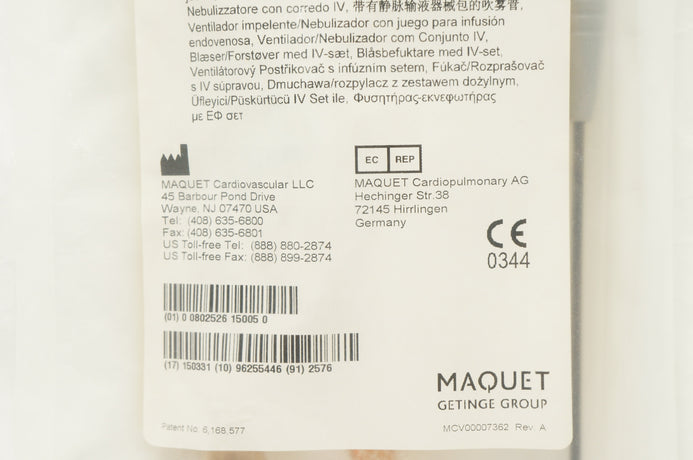 Nebulizzatore con corredo IV, 带有静脉输液器械包的吹雾管,
Ventilador impelente/Nebulizador con juego para infusión
endovenosa, Ventilador/Nebulizador com Conjunto IV,
Blæser/Forstøver med IV-sæt, Blåsbefuktare med IV-set,
Ventilátorový Postřikovač s infúzním setem, Fúkač/Rozprašovač
s IV súpravou, Dmuchawa/rozpylacz z zestawem dożylnym,
Üfleyici/Püskürtücü IV Set ile, Φυσητήρας-εκνεφωτήρας
με ΕΦ σετ
MAQUET Cardiovascular LLC
45 Barbour Pond Drive
Wayne, NJ 07470 USA
Tel: (408) 635-6800
Fax: (408) 635-6801
US Toll-free Tel: (888) 880-2874
US Toll-free Fax: (888) 899-2874
EC REP
MAQUET Cardiopulmonary AG
Hechinger Str.38
72145 Hirrlingen
Germany
CE
0344
(01) 0 0802526 15005 0
(17) 150331 (10) 96255446 (91) 2576
MAQUET
GETINGE GROUP
Patent No. 6,168,577
MCV00007362 Rev. A